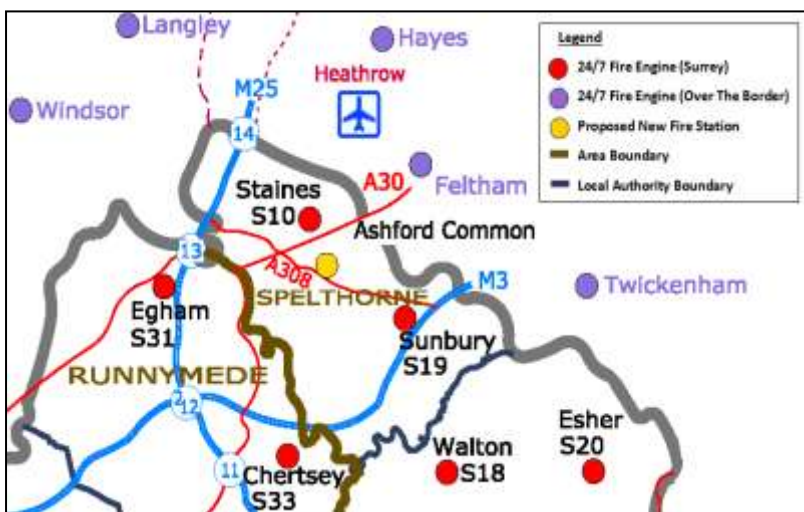 Langley
Hayes
Legend
24/7 Fire Engine (Surrey)
24/7 Fire Engine (Over The Border)
Proposed New Fire Station
Area Boundary
Local Authority Boundary
Heathrow
M25
Windsor
14
Staines
S10
A30
Feltham
Ashford Common
13
A308
Egham
S31
SPELTHORNE
M3
Twickenham
Sunbury
S19
RUNNYMEDE
2
12
Esher
S20
Walton
S18
11
Chertsey
S33